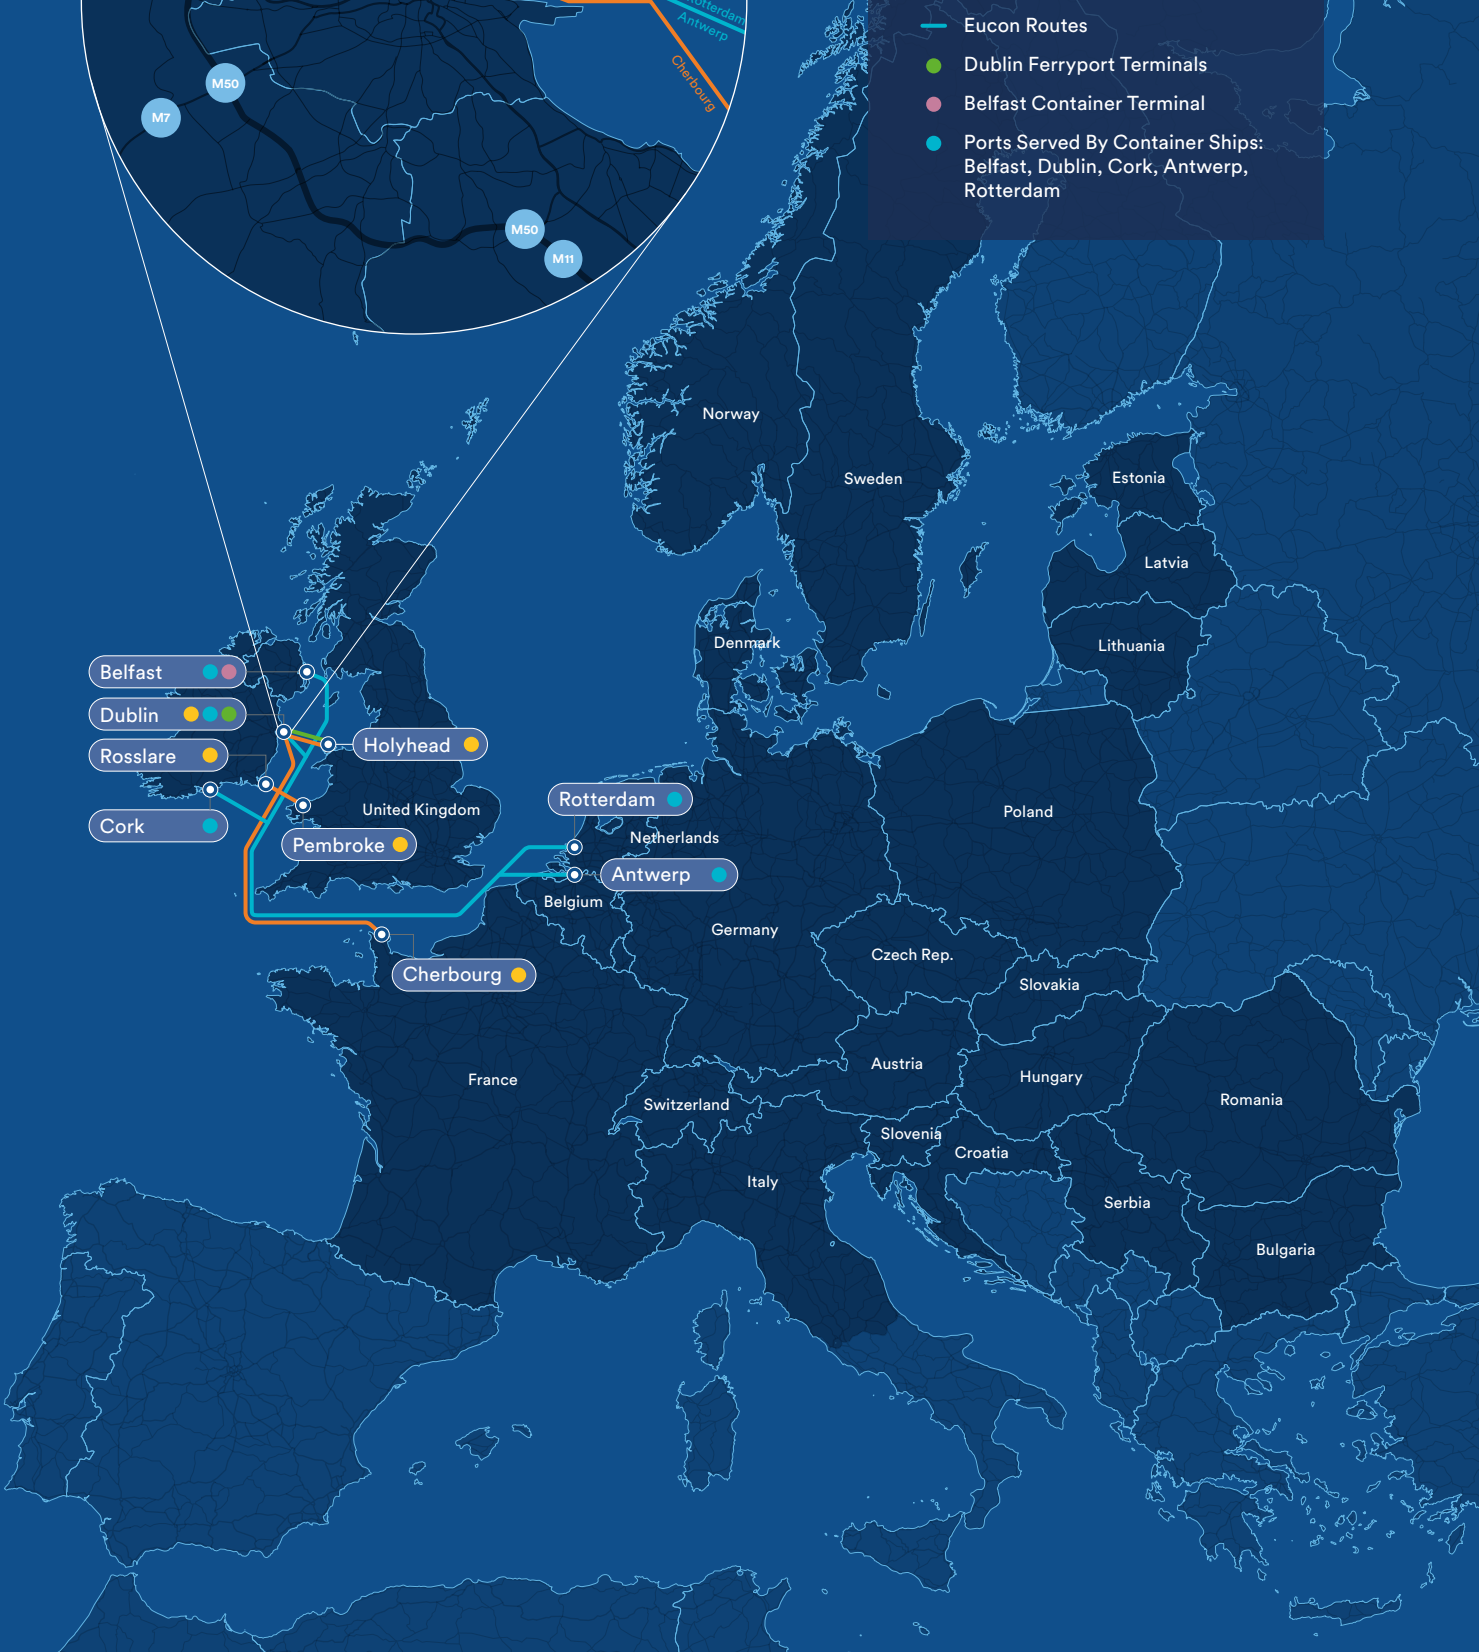 Rotterdam
Antwerp
Cherbourg
M50
M7
M50
M11
Eucon Routes
Dublin Ferryport Terminals
Belfast Container Terminal
Ports Served By Container Ships:
Belfast, Dublin, Cork, Antwerp,
Rotterdam
Norway
Sweden
Estonia
Latvia
Denmark
Lithuania
Belfast
Dublin
Rosslare
Holyhead
Cork
United Kingdom
Pembroke
Rotterdam
Netherlands
Antwerp
Poland
Belgium
Germany
Czech Rep.
Cherbourg
Slovakia
France
Austria
Hungary
Switzerland
Romania
Slovenia
Croatia
Italy
Serbia
Bulgaria